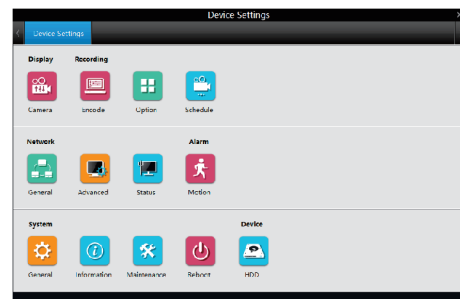 Device Settings
Device Settings
Display Recording
Camera Encode Option Schedule
Network Alarm
General Advanced Status Motion
System Device
General Information Maintenance Reboot HDD